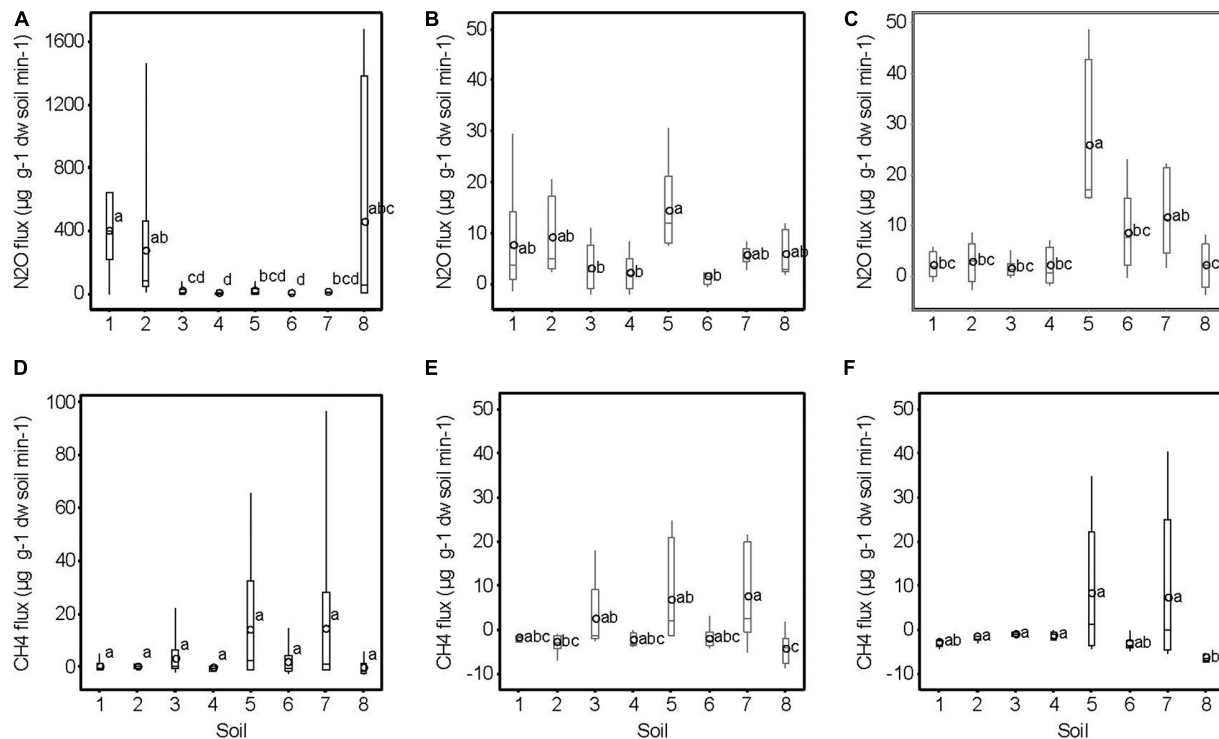 A
N2O flux (µg g-1 dw soil min-1)
1600
1200
800
400
0
a
ab
cd
d
bcd
d
bcd
abc
1 2 3 4 5 6 7 8
B
N2O flux (µg g-1 dw soil min-1)
50
40
30
20
10
0
ab
ab
b
b
a
b
ab
ab
1 2 3 4 5 6 7 8
C
N2O flux (µg g-1 dw soil min-1)
50
40
30
20
10
0
bc
bc
bc
bc
a
bc
ab
c
1 2 3 4 5 6 7 8
D
CH4 flux (µg g-1 dw soil min-1)
100
80
60
40
20
0
a
a
a
a
a
a
a
a
1 2 3 4 5 6 7 8
Soil
E
CH4 flux (µg g-1 dw soil min-1)
50
40
30
20
10
0
-10
abc
bc
ab
abc
ab
abc
a
c
1 2 3 4 5 6 7 8
Soil
F
CH4 flux (µg g-1 dw soil min-1)
50
40
30
20
10
0
-10
ab
a
a
a
a
ab
a
b
1 2 3 4 5 6 7 8
Soil